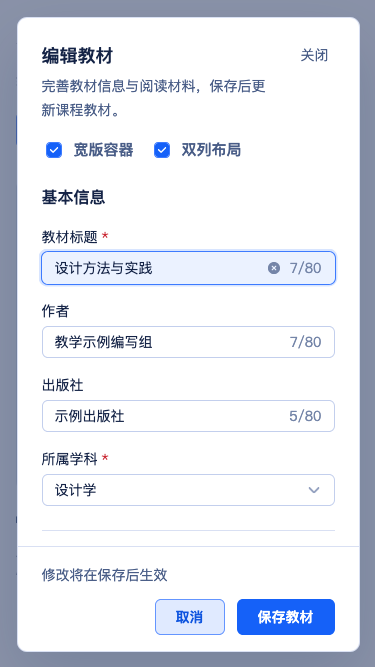 编辑教材
关闭
完善教材信息与阅读材料，保存后更
新课程教材。
宽版容器 双列布局
基本信息
教材标题 *
设计方法与实践 7/80
作者
教学示例编写组 7/80
出版社
示例出版社 5/80
所属学科 *
设计学
修改将在保存后生效
取消 保存教材